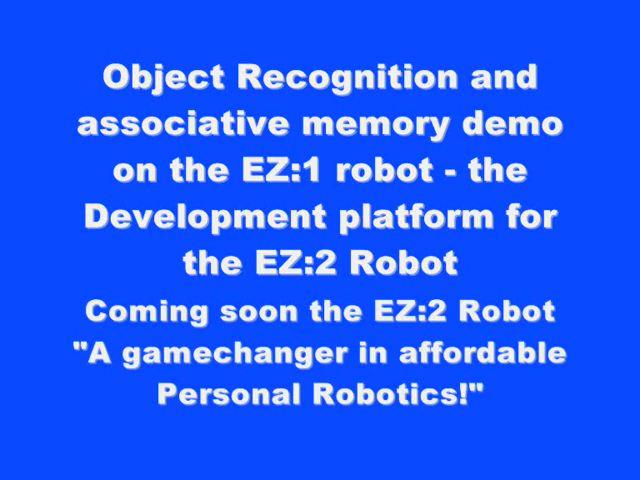 Object Recognition and
associative memory demo
on the EZ:1 robot - the
Development platform for
the EZ:2 Robot
Coming soon the EZ:2 Robot
"A gamechanger in affordable
Personal Robotics!"